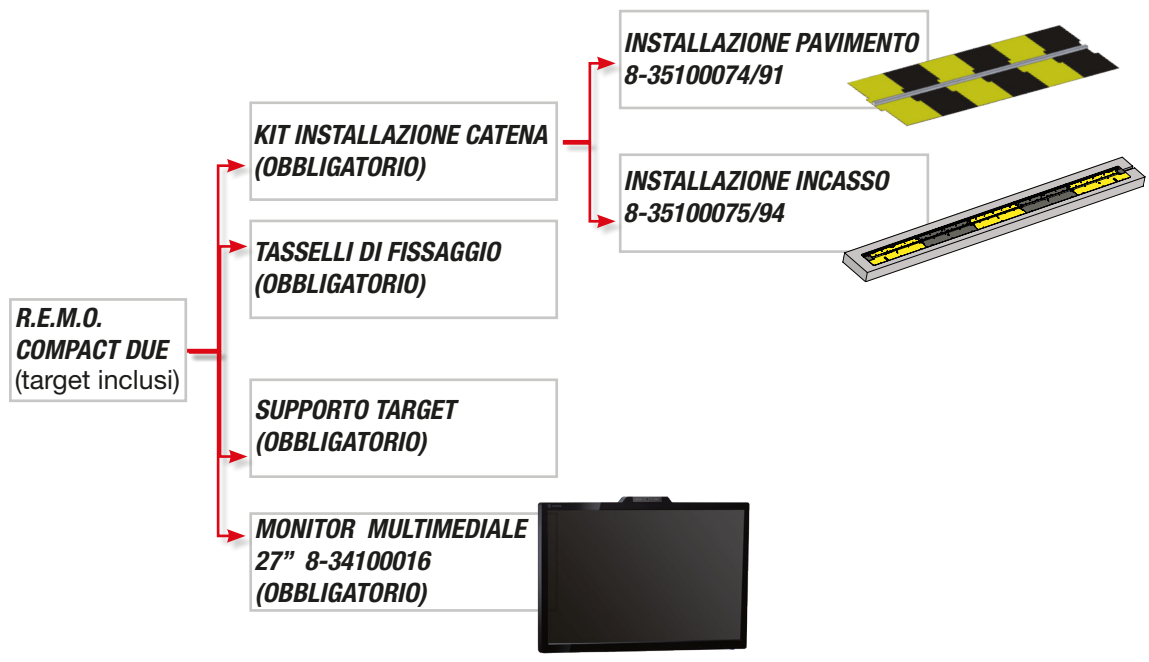 R.E.M.O.
COMPACT DUE
(target inclusi)
KIT INSTALLAZIONE CATENA
(OBBLIGATORIO)
INSTALLAZIONE PAVIMENTO
8-35100074/91
INSTALLAZIONE INCASSO
8-35100075/94
TASSELLI DI FISSAGGIO
(OBBLIGATORIO)
SUPPORTO TARGET
(OBBLIGATORIO)
MONITOR MULTIMEDIALE
27” 8-34100016
(OBBLIGATORIO)